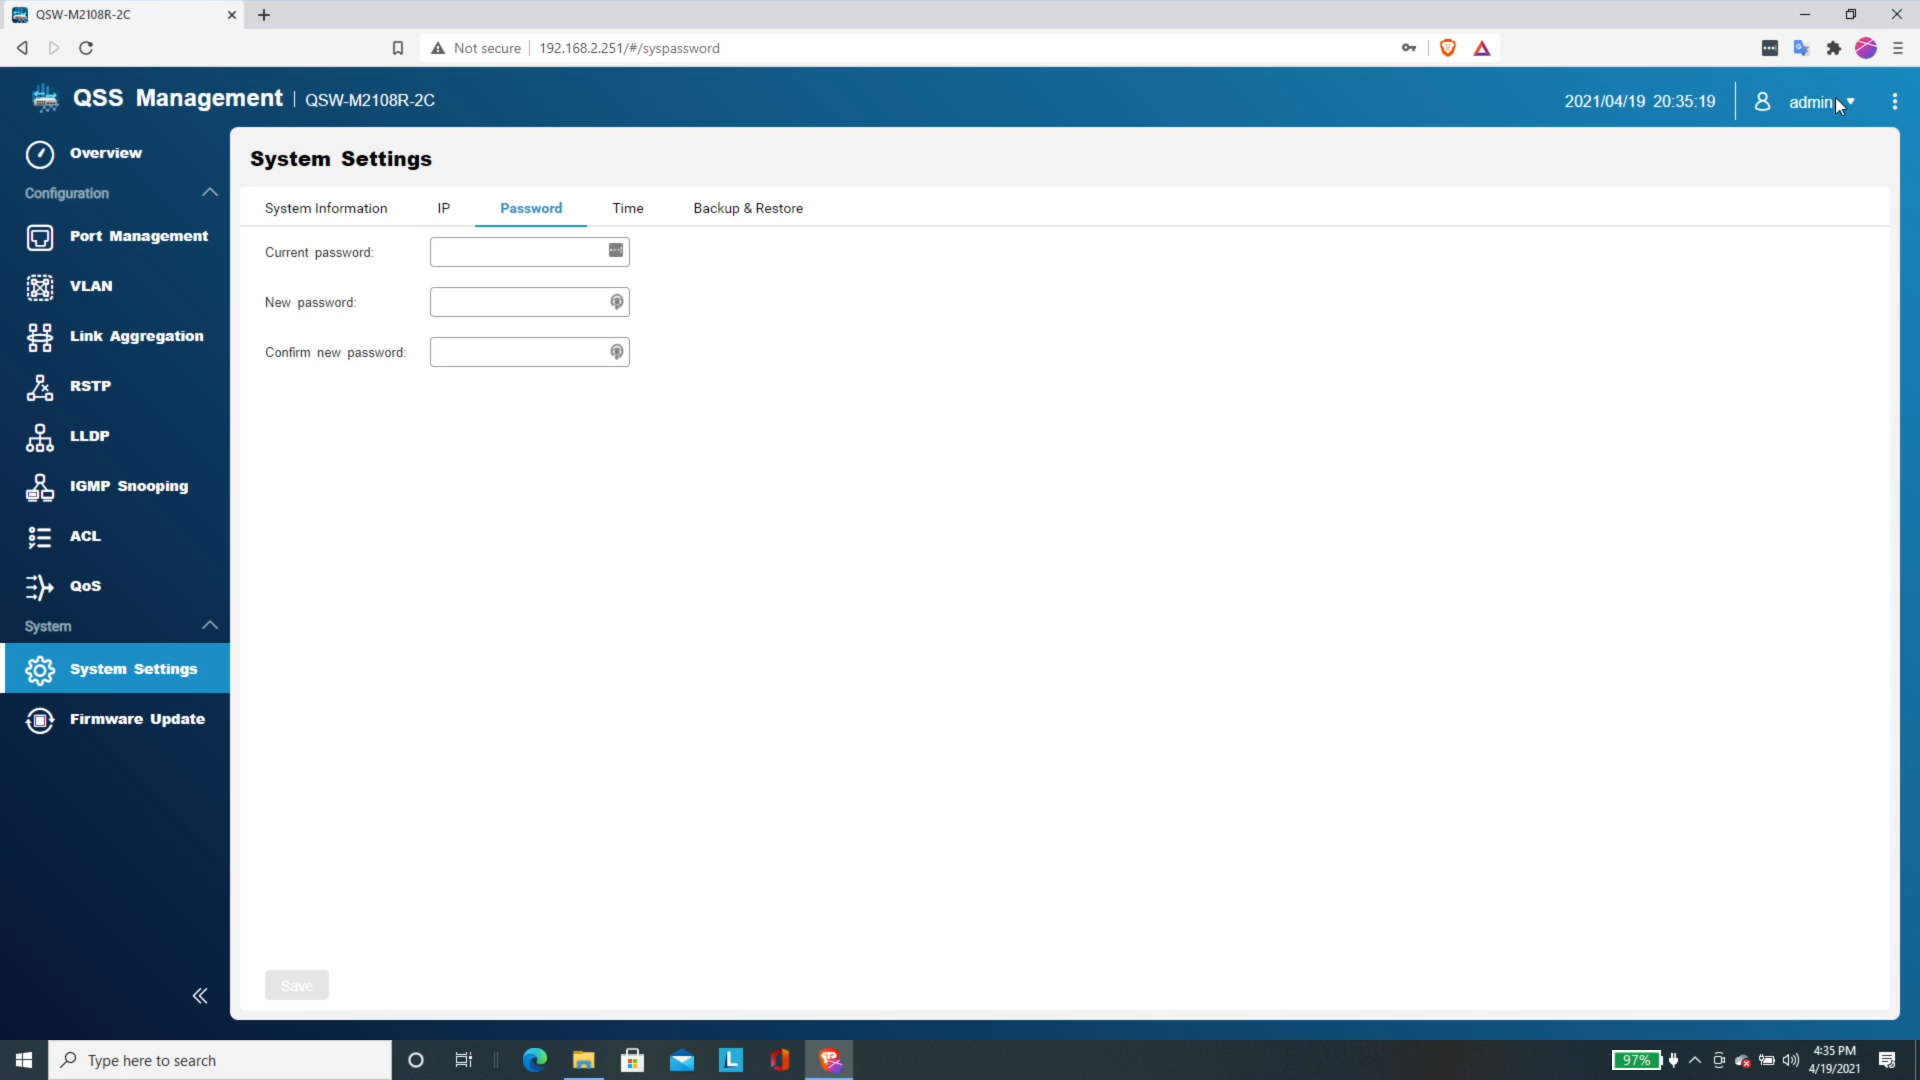 QSW-M2108R-2C
Not secure 192.168.2.251/#/syspassword
QSS Management | QSW-M2108R-2C
2021/04/19 20:35:19
admin
Overview
Configuration
Port Management
VLAN
Link Aggregation
RSTP
LLDP
IGMP Snooping
ACL
QoS
System
System Settings
Firmware Update
System Settings
System Information IP Password Time Backup & Restore
Current password:
New password:
Confirm new password:
Save
Type here to search
L
97%
4:35 PM
4/19/2021